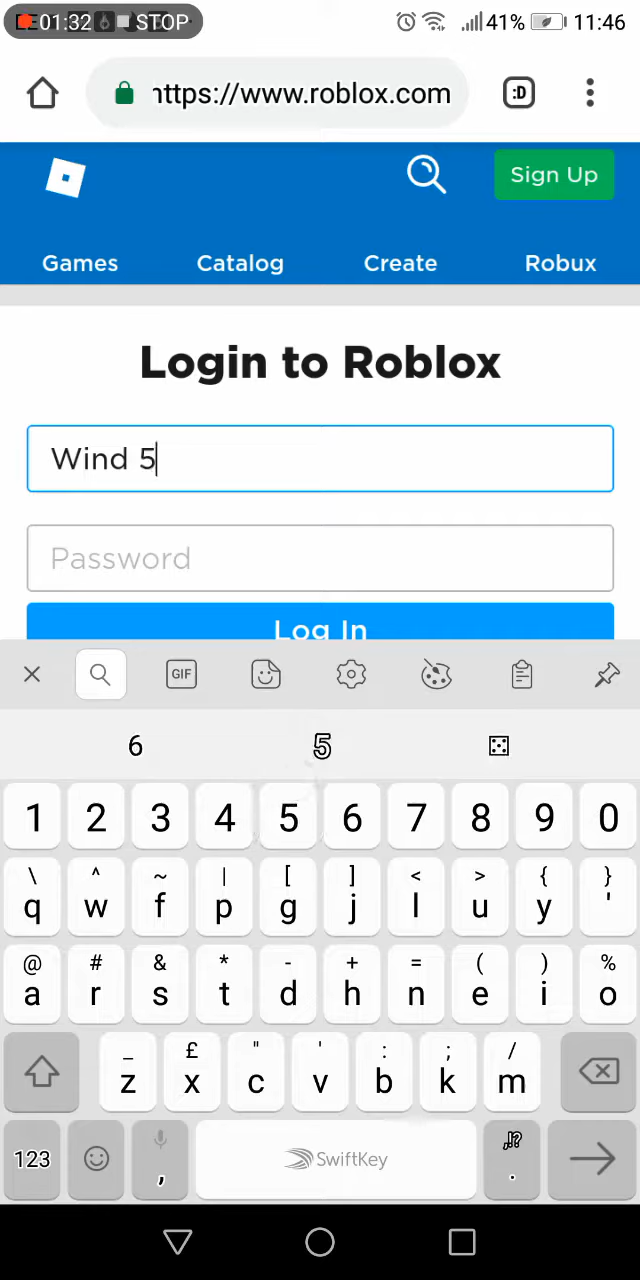 01:32 STOP 41% 11:46
https://www.roblox.com :D
Sign Up
Games Catalog Create Robux
Login to Roblox
Wind 5
Password
Log In
GIF
6 5
1 2 3 4 5 6 7 8 9 0
\ ^ ~ | [ ] < > { }
q w f p g j l u y '
@ # & * - + = ( ) %
a r s t d h n e i o
_ £ " ' : ; /
z x c v b k m
123 , SwiftKey .